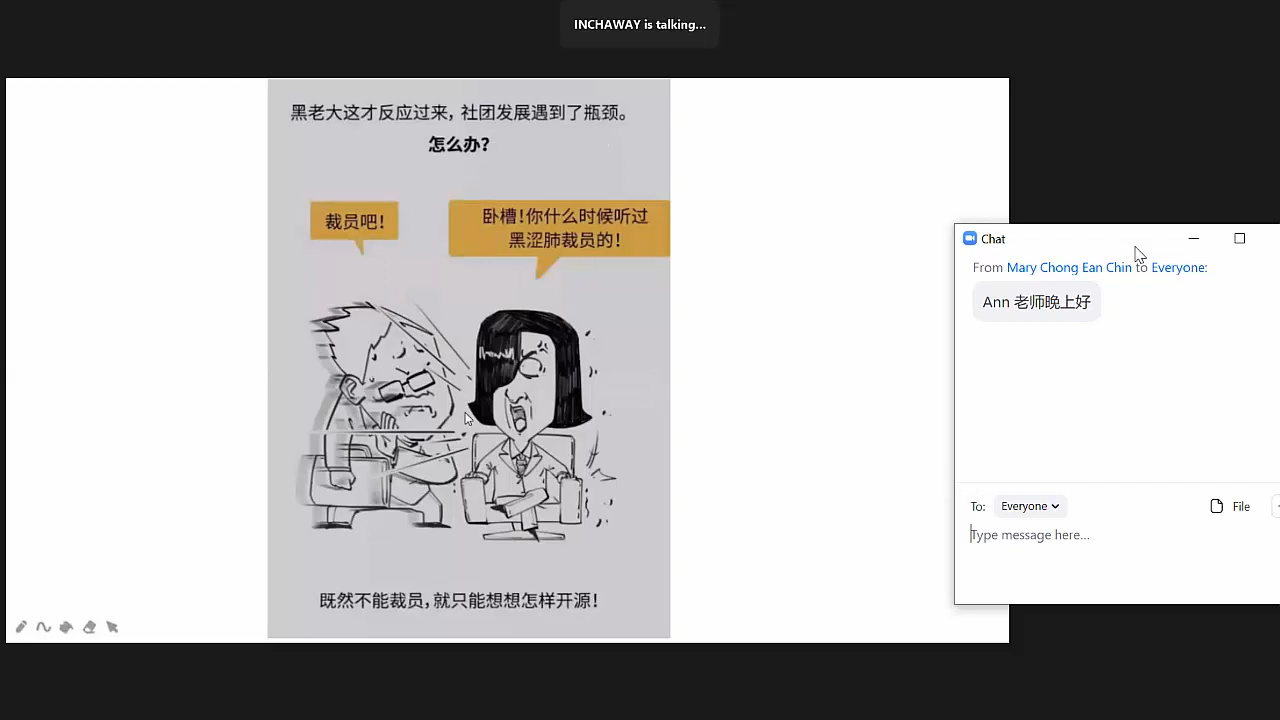 INCHAWAY is talking...
黑老大这才反应过来，社团发展遇到了瓶颈。
怎么办？
裁员吧！
卧槽！你什么时候听过
黑涩肺裁员的！
既然不能裁员，就只能想想怎样开源！
Chat
From Mary Chong Ean Chin to Everyone:
Ann 老师晚上好
To: Everyone
File
Type message here...